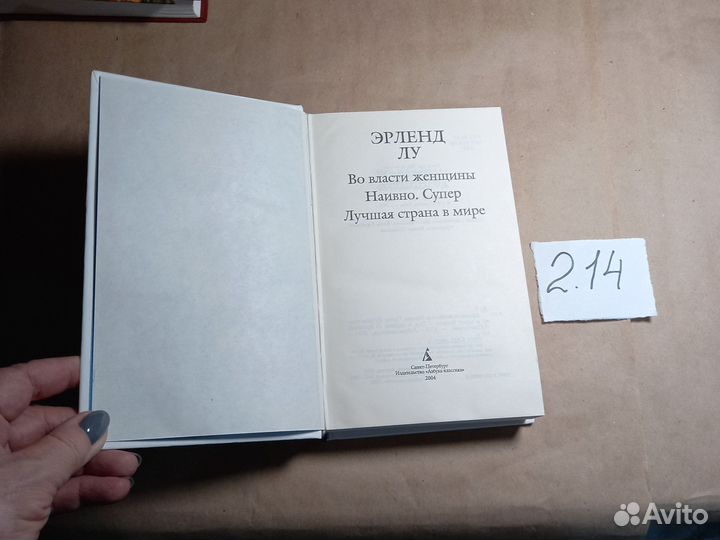 ЭРЛЕНД
ЛУ
Во власти женщины
Наивно. Супер
Лучшая страна в мире
Санкт-Петербург
Издательство «Азбука-классика»
2004
2.14
Avito